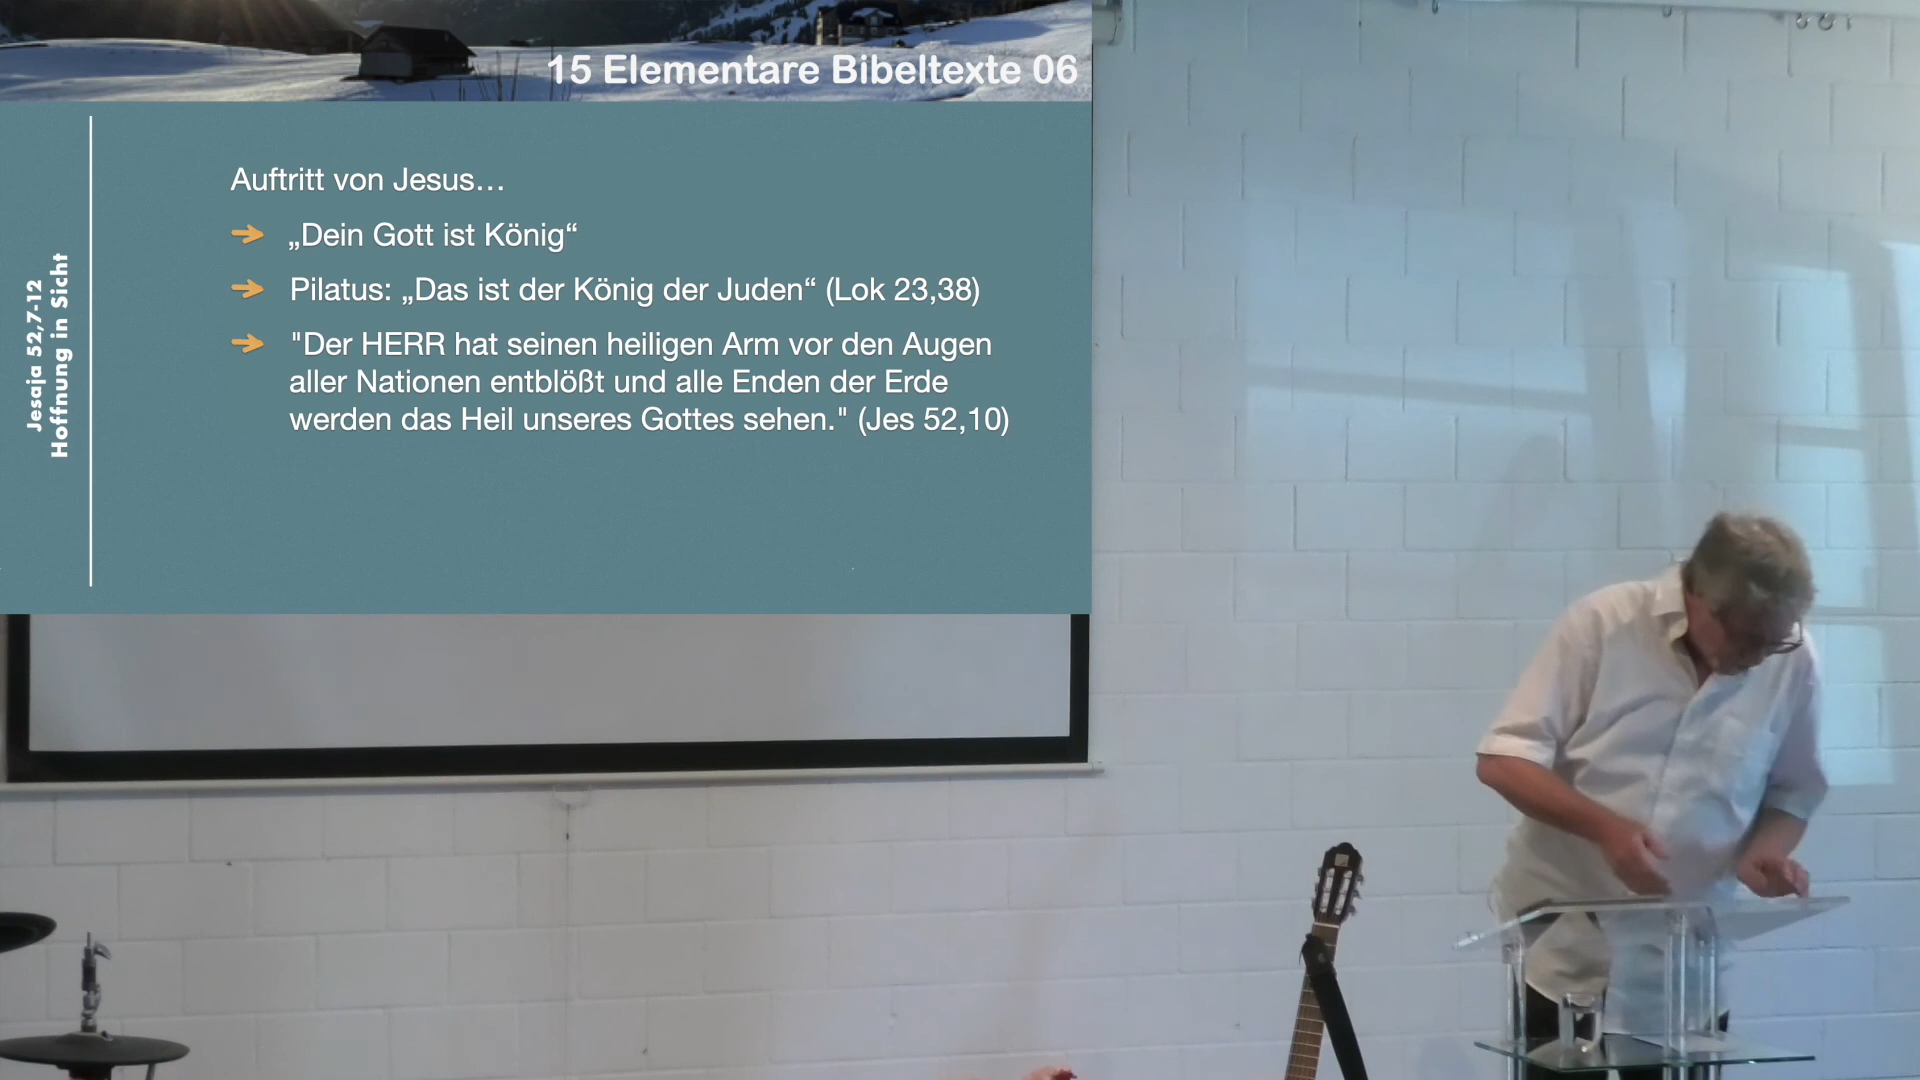 15 Elementare Bibeltexte 06
Jesaja 52,7-12
Hoffnung in Sicht
Auftritt von Jesus…
„Dein Gott ist König“
Pilatus: „Das ist der König der Juden“ (Lok 23,38)
"Der HERR hat seinen heiligen Arm vor den Augen
aller Nationen entblößt und alle Enden der Erde
werden das Heil unseres Gottes sehen." (Jes 52,10)